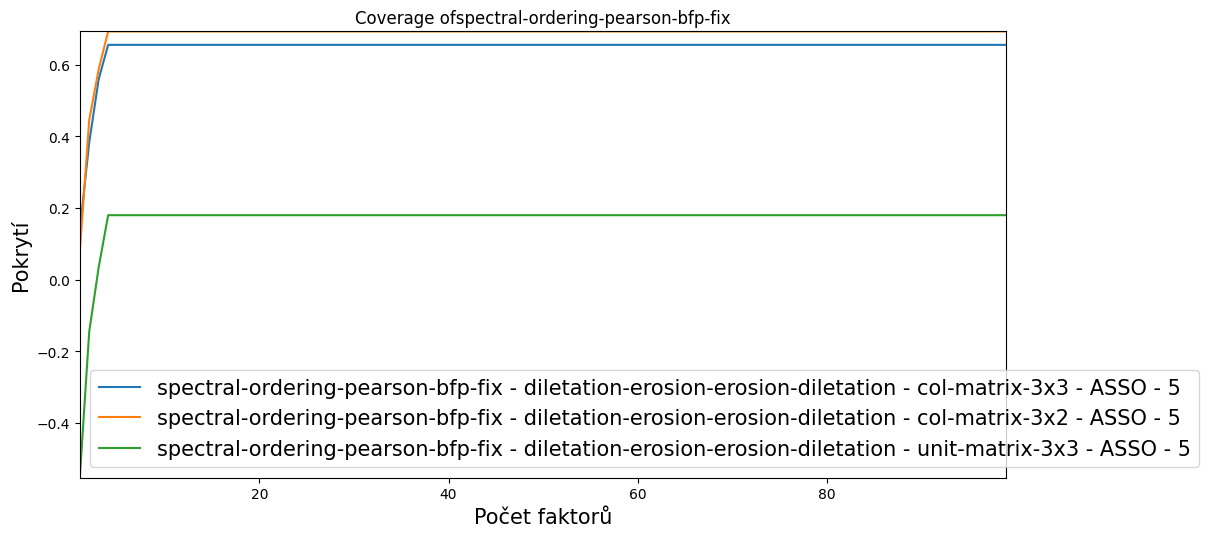 Coverage ofspectral-ordering-pearson-bfp-fix
Pokrytí
0.6
0.4
0.2
0.0
−0.2
−0.4
spectral-ordering-pearson-bfp-fix - diletation-erosion-erosion-diletation - col-matrix-3x3 - ASSO - 5
spectral-ordering-pearson-bfp-fix - diletation-erosion-erosion-diletation - col-matrix-3x2 - ASSO - 5
spectral-ordering-pearson-bfp-fix - diletation-erosion-erosion-diletation - unit-matrix-3x3 - ASSO - 5
20 40 60 80
Počet faktorů